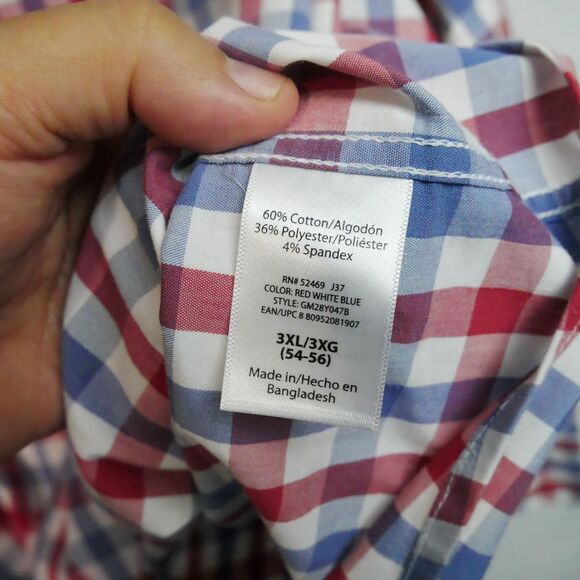 60% Cotton/Algodón
36% Polyester/Poliéster
4% Spandex
RN# 52469 J37
COLOR: RED WHITE BLUE
STYLE: GM28Y047B
EAN/UPC 8 80952081907
3XL/3XG
(54-56)
Made in/Hecho en
Bangladesh